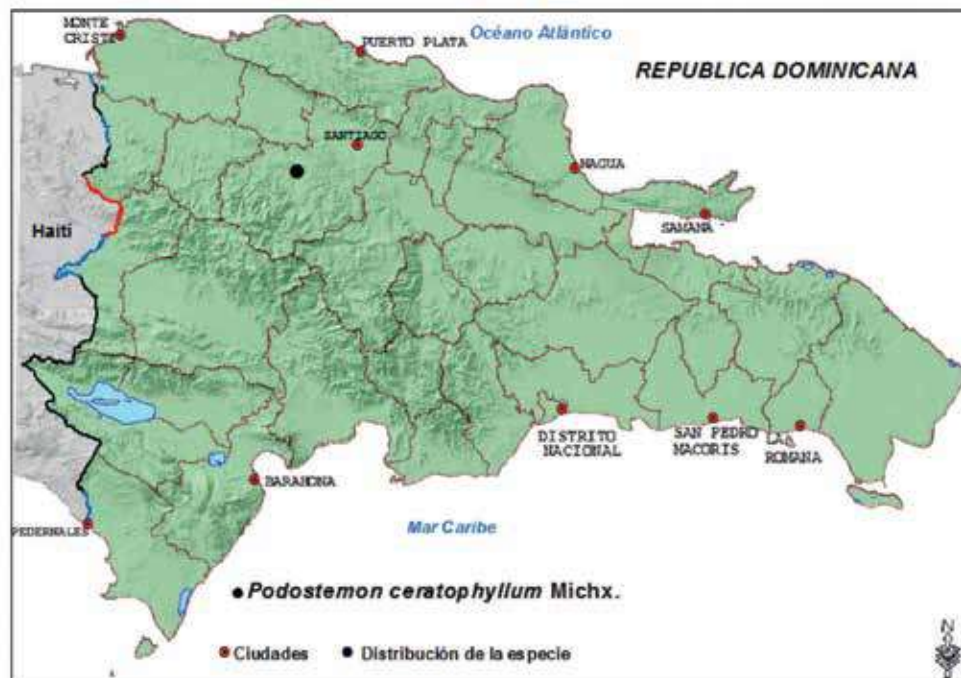 MONTE
CRISTI
PUERTO PLATA
Océano Atlántico
REPUBLICA DOMINICANA
SANTIAGO
NAGUA
SAMANA
Haití
DISTRITO
NACIONAL
SAN PEDRO
MACORIS
LA
ROMANA
BARAHONA
PEDERNALES
Mar Caribe
Podostemon ceratophyllum Michx.
Ciudades
Distribución de la especie
N